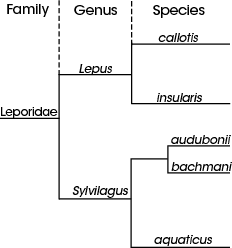 Family Genus Species
callotis
Lepus
insularis
Leporidae
audubonii
bachmani
Sylvilagus
aquaticus